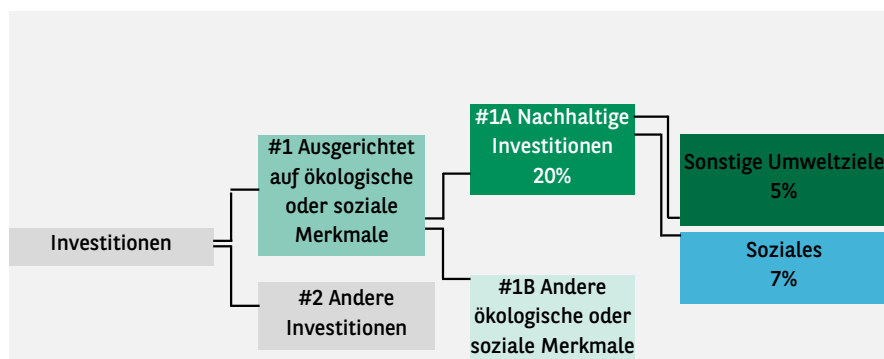 Investitionen
#1 Ausgerichtet
auf ökologische
oder soziale
Merkmale
#2 Andere
Investitionen
#1A Nachhaltige
Investitionen
20%
#1B Andere
ökologische oder
soziale Merkmale
Sonstige Umweltziele
5%
Soziales
7%